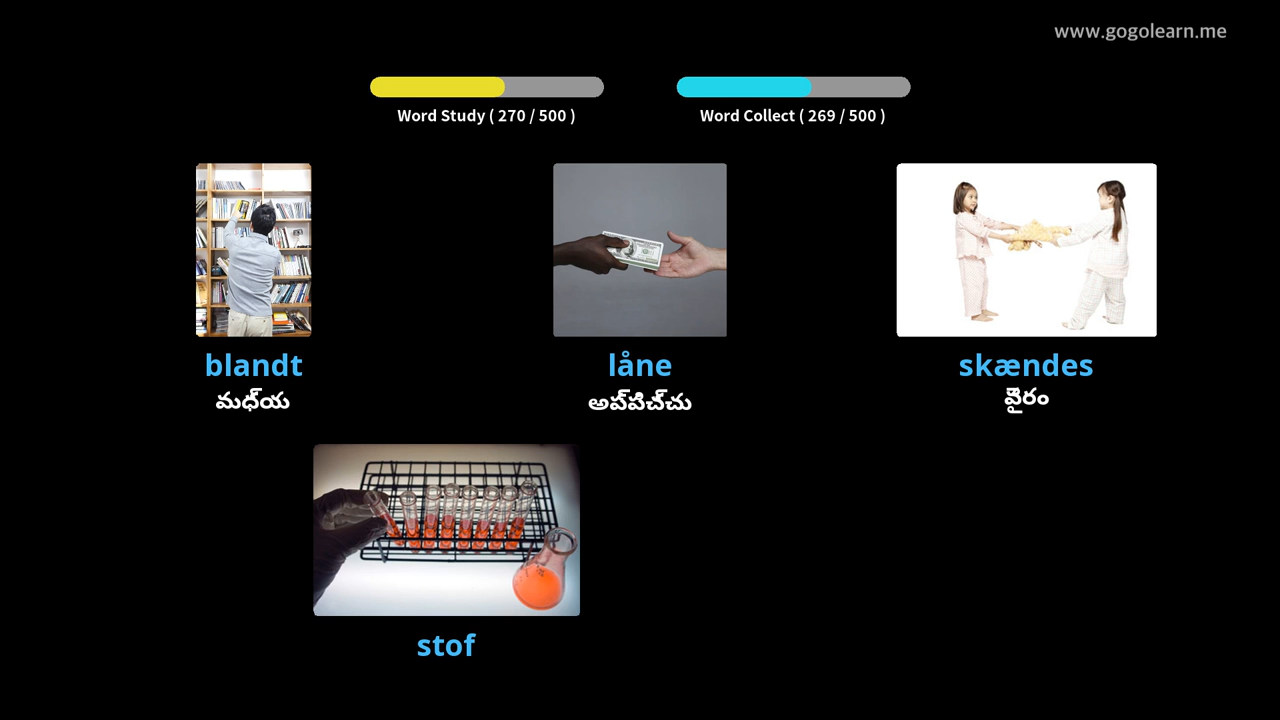 www.gogolearn.me
Word Study ( 270 / 500 )
Word Collect ( 269 / 500 )
blandt
మధ్య
låne
అప్పిచ్చు
skændes
వైరం
stof